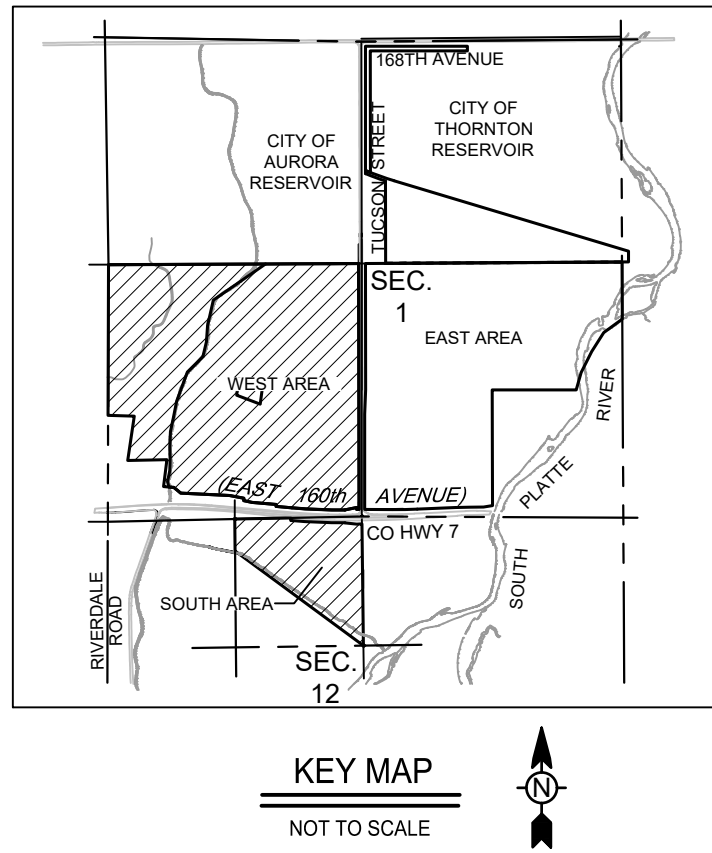 168TH AVENUE
CITY OF
THORNTON
RESERVOIR
CITY OF
AURORA
RESERVOIR
TUCSON STREET
SEC.
1
EAST AREA
WEST AREA
(EAST 160th AVENUE)
CO HWY 7
SOUTH PLATTE RIVER
SOUTH AREA
RIVERDALE
ROAD
SEC.
12
KEY MAP
NOT TO SCALE
N